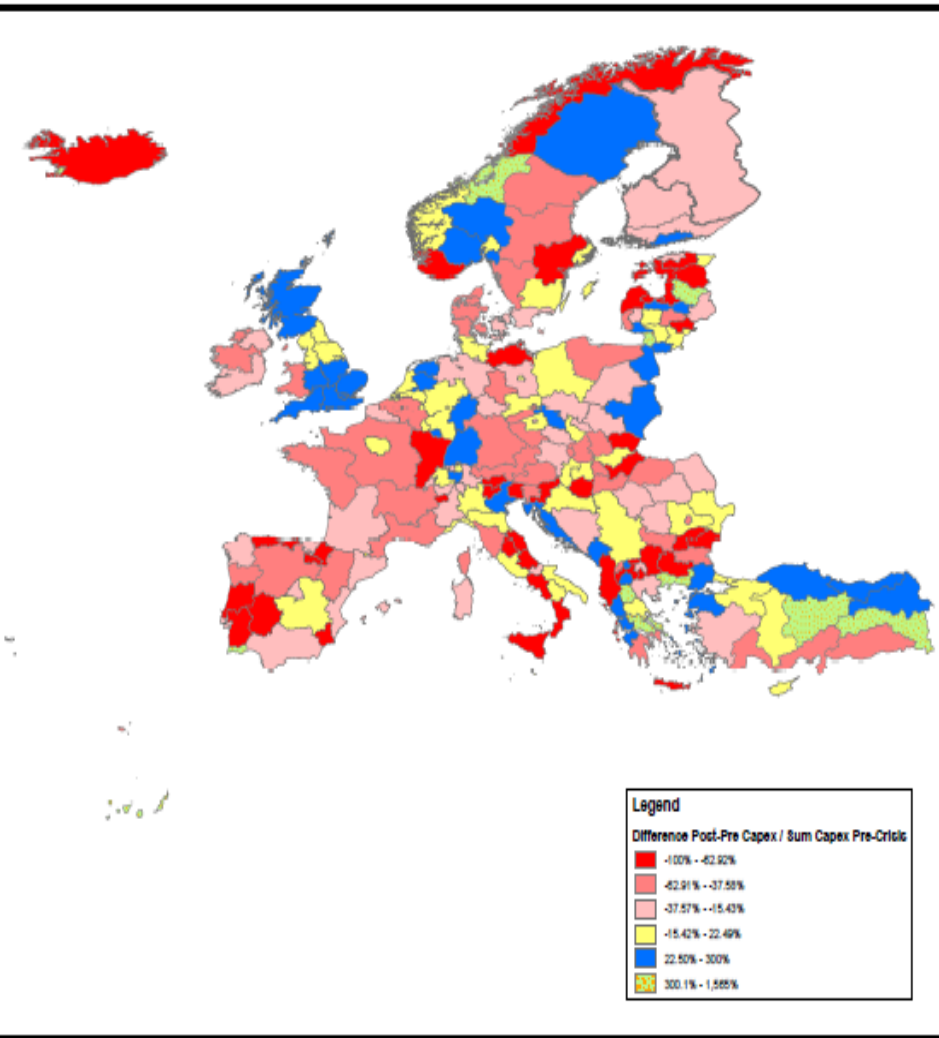 Legend
Difference Post-Pre Capex / Sum Capex Pre-Crisis
-100% - -62.92%
-62.91% - -37.58%
-37.57% - -15.43%
-15.42% - 22.49%
22.50% - 300%
300.1% - 1,565%